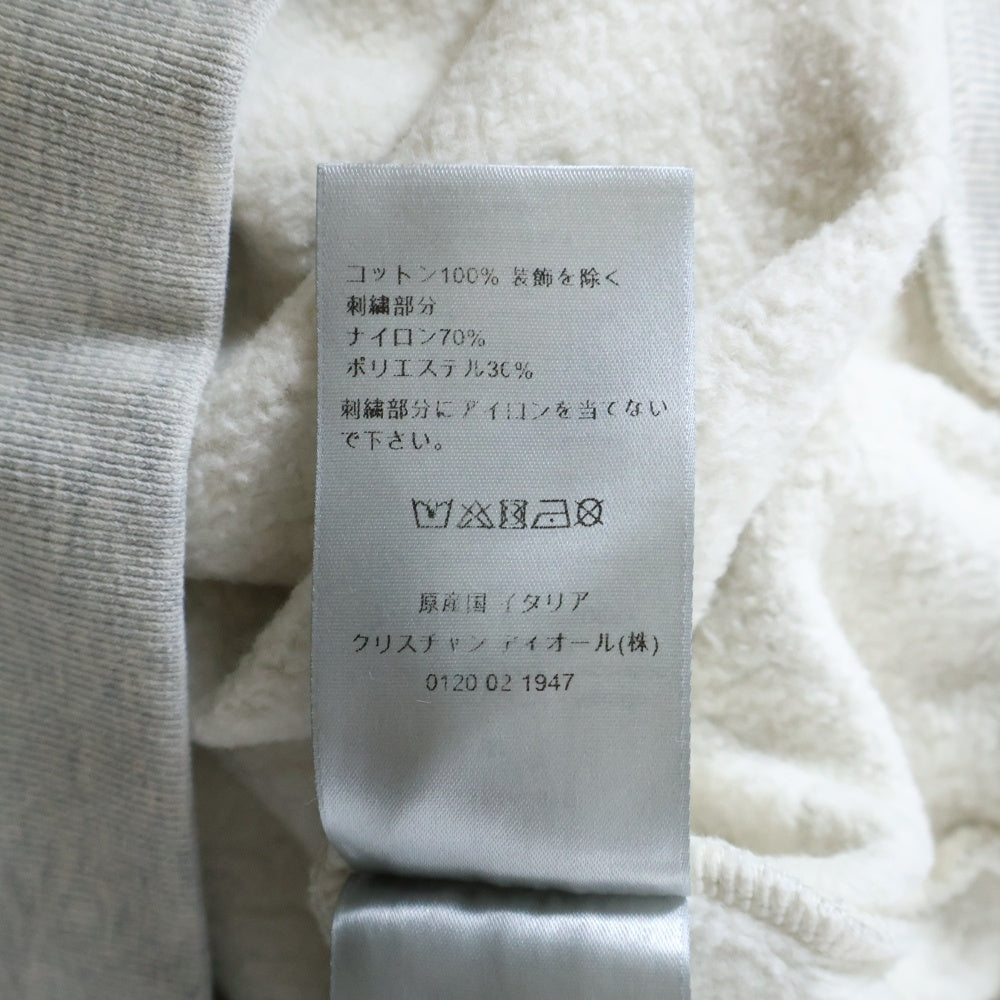 コットン100% 装飾を除く
刺繍部分
ナイロン70%
ポリエステル30%
刺繍部分にアイロンを当てない
で下さい。
原産国 イタリア
クリスチャン ディオール(株)
0120 02 1947